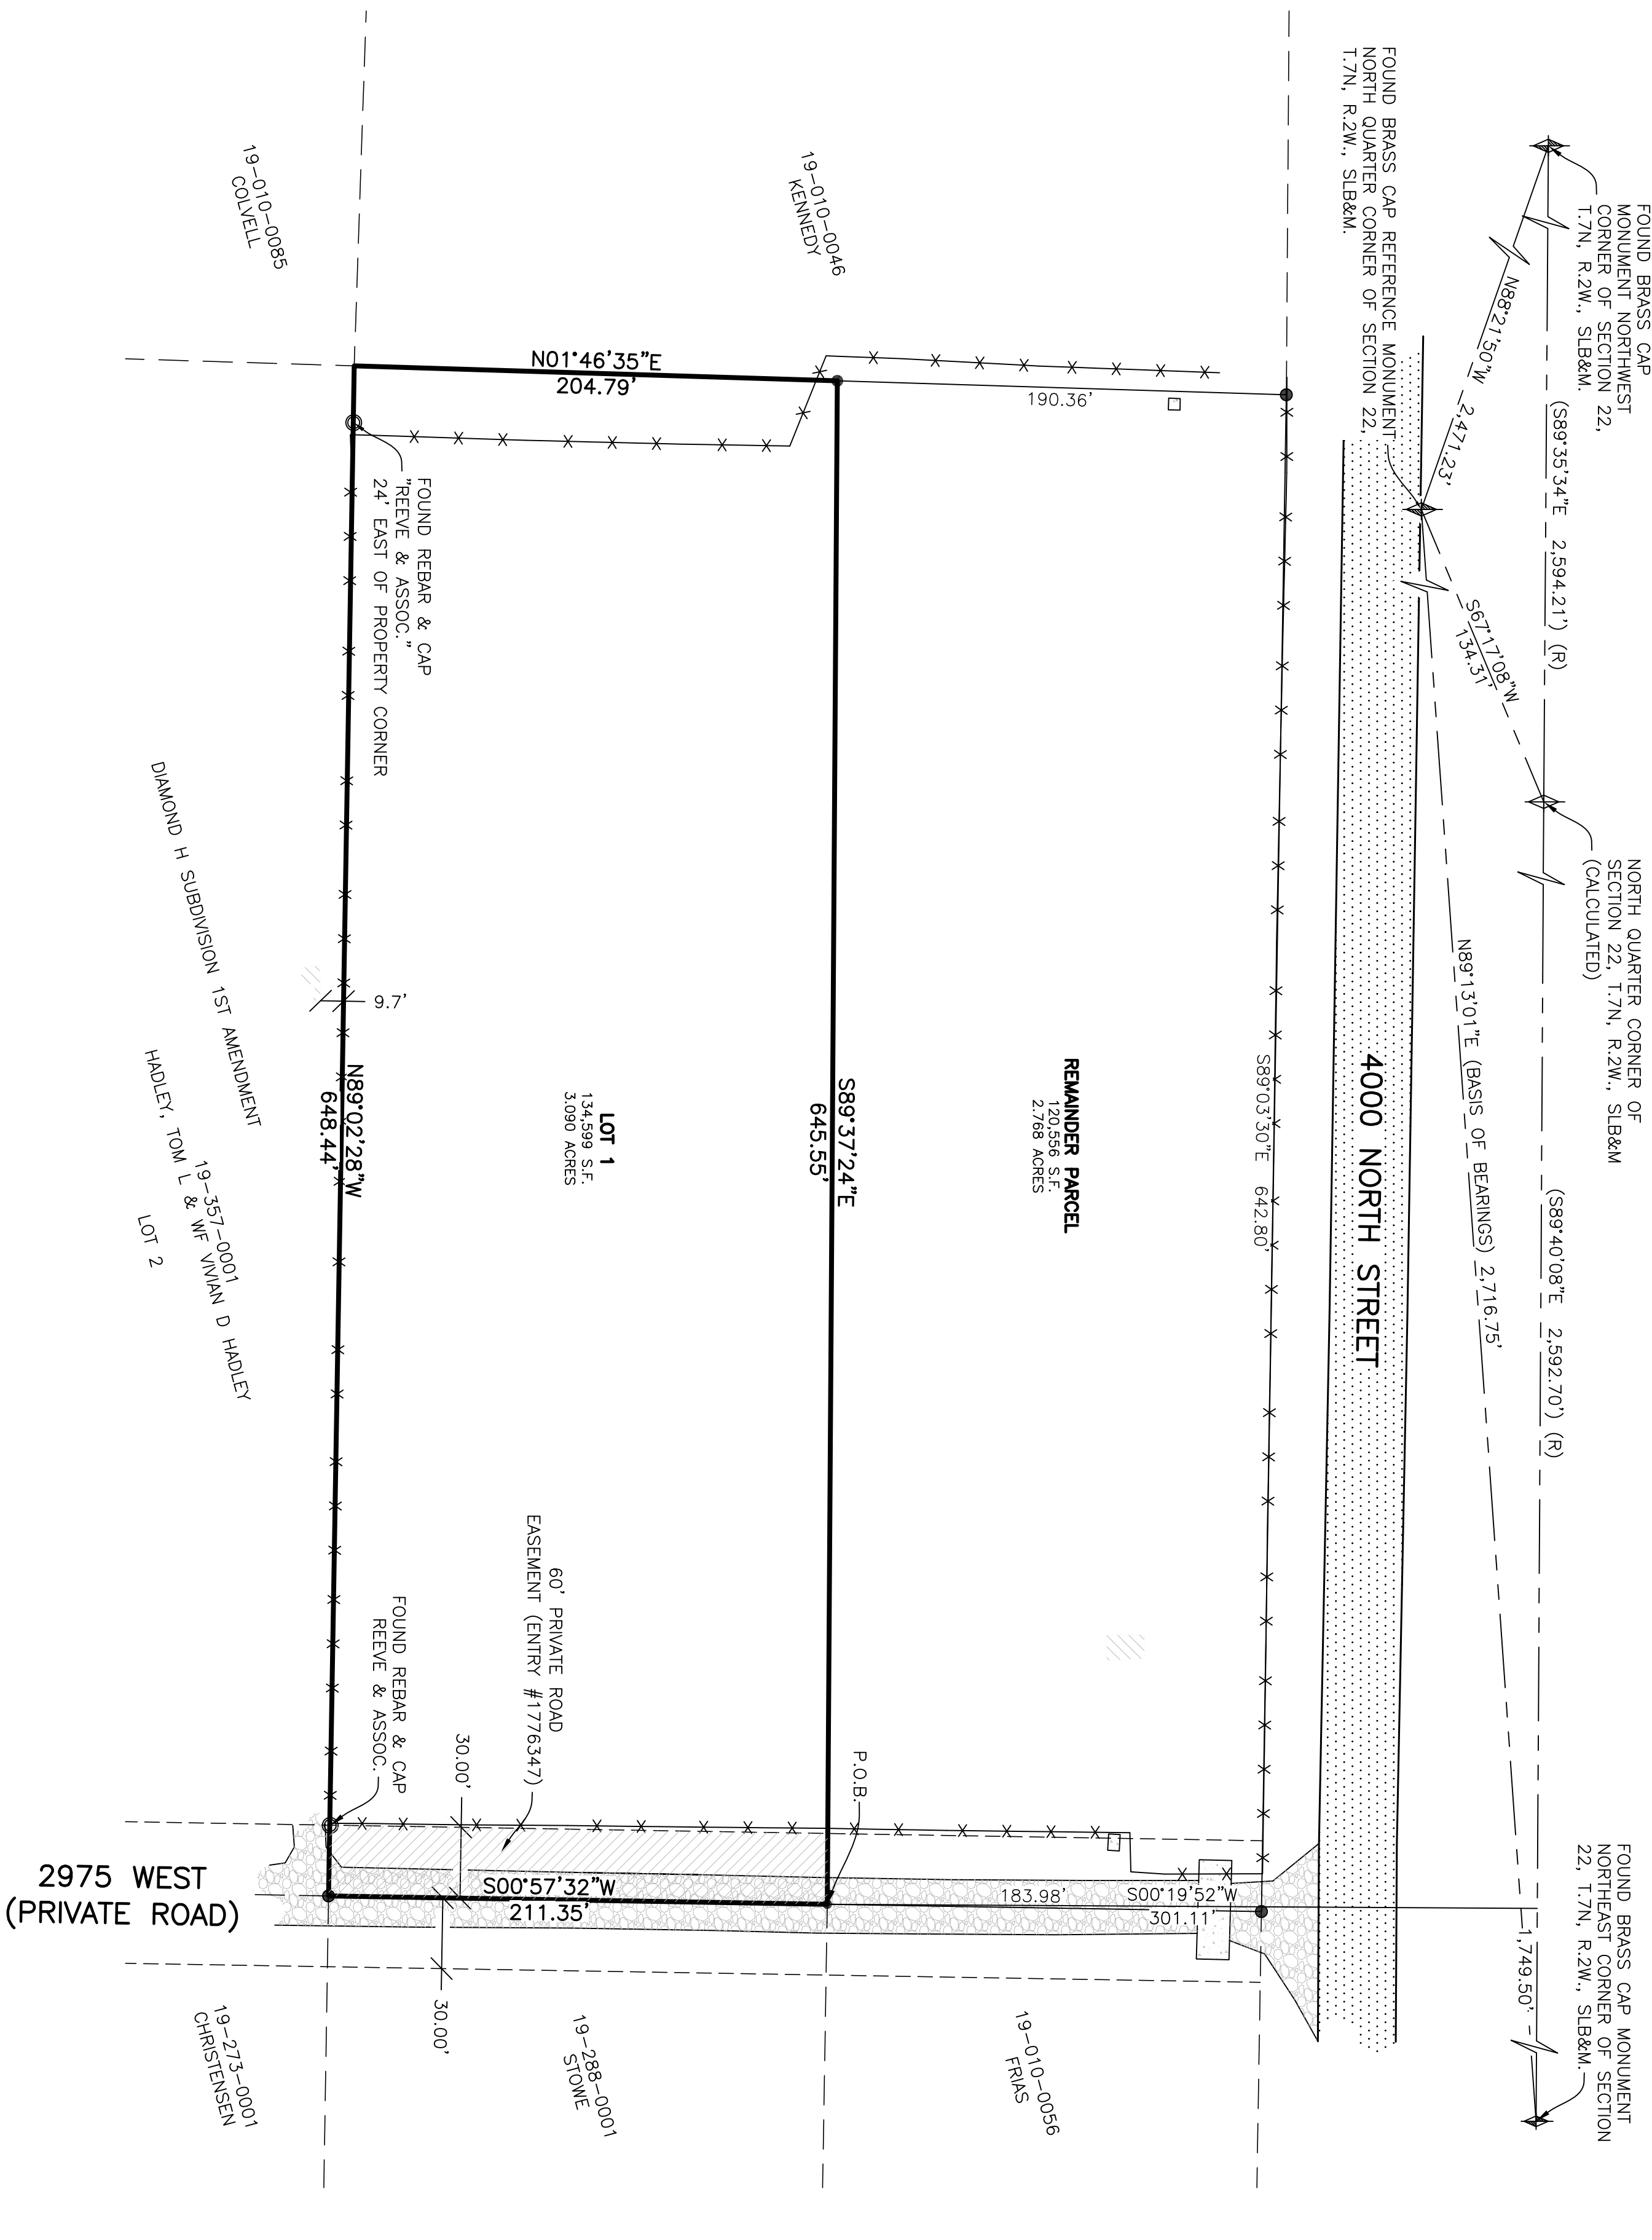 FOUND BRASS CAP
MONUMENT NORTHWEST
CORNER OF SECTION 22,
T.7N, R.2W., SLB&M.
(S89°35'34"E 2,594.21') (R)
NORTH QUARTER CORNER OF
SECTION 22, T.7N, R.2W., SLB&M
(CALCULATED)
(S89°40'08"E 2,592.70') (R)
FOUND BRASS CAP MONUMENT
NORTHEAST CORNER OF SECTION
22, T.7N, R.2W., SLB&M.
N88°21'50"W 2,471.23'
S67°17'08"W
134.31'
N89°13'01"E (BASIS OF BEARINGS) 2,716.75'
1,749.50'
FOUND BRASS CAP REFERENCE MONUMENT
NORTH QUARTER CORNER OF SECTION 22,
T.7N, R.2W., SLB&M.
4000 NORTH STREET
S89°03'30"E 642.80'
190.36'
REMAINDER PARCEL
120,556 S.F.
2.768 ACRES
S00°19'52"W
301.11'
183.98'
19-010-0046
KENNEDY
19-010-0056
FRIAS
S89°37'24"E
645.55'
P.O.B.
N01°46'35"E
204.79'
LOT 1
134,599 S.F.
3.090 ACRES
60' PRIVATE ROAD
EASEMENT (ENTRY #1776347)
S00°57'32"W
211.35'
30.00'
30.00'
19-288-0001
STOWE
FOUND REBAR & CAP
"REEVE & ASSOC."
24' EAST OF PROPERTY CORNER
9.7'
N89°02'28"W
648.44'
FOUND REBAR & CAP
REEVE & ASSOC.
19-010-0085
COLVELL
DIAMOND H SUBDIVISION 1ST AMENDMENT
19-357-0001
HADLEY, TOM L & WF VIVIAN D HADLEY
LOT 2
2975 WEST
(PRIVATE ROAD)
19-273-0001
CHRISTENSEN